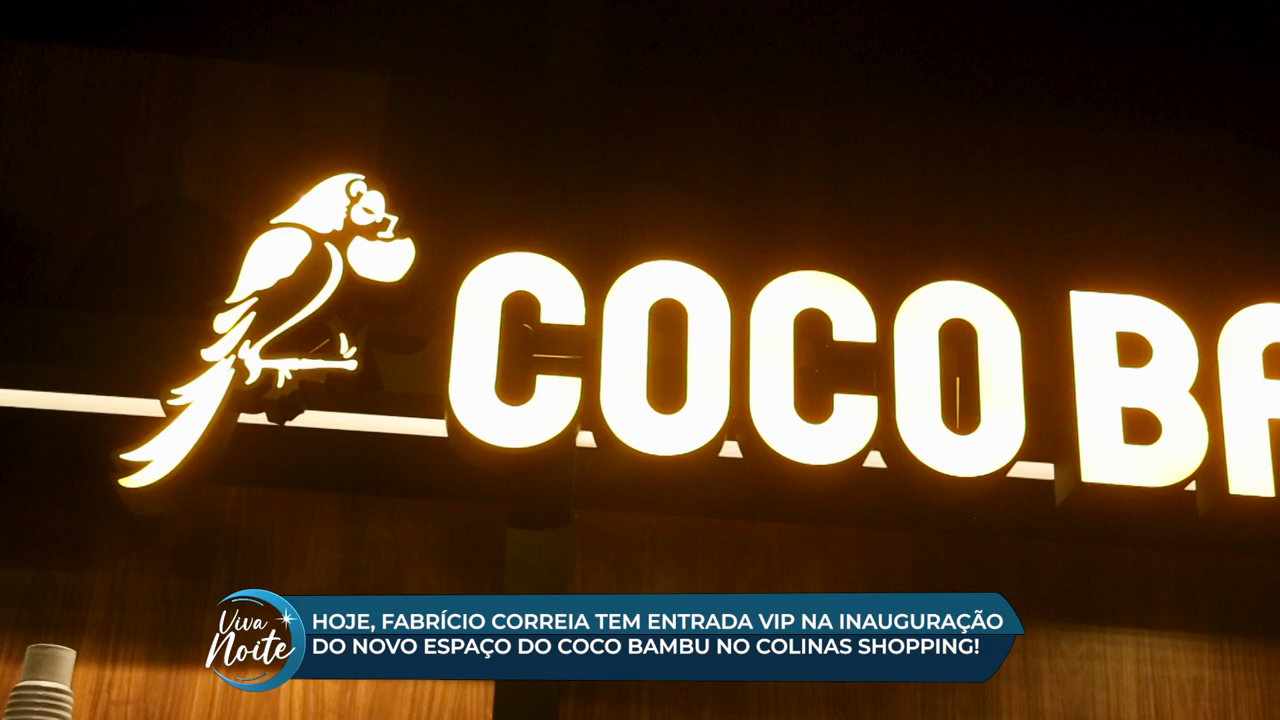 COCO BA
Viva
Noite
HOJE, FABRÍCIO CORREIA TEM ENTRADA VIP NA INAUGURAÇÃO
DO NOVO ESPAÇO DO COCO BAMBU NO COLINAS SHOPPING!